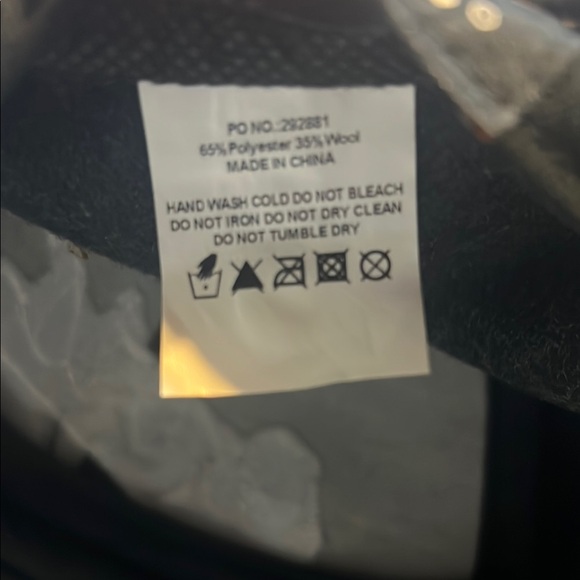 PO NO.:292881
65% Polyester 35% Wool
MADE IN CHINA
HAND WASH COLD DO NOT BLEACH
DO NOT IRON DO NOT DRY CLEAN
DO NOT TUMBLE DRY